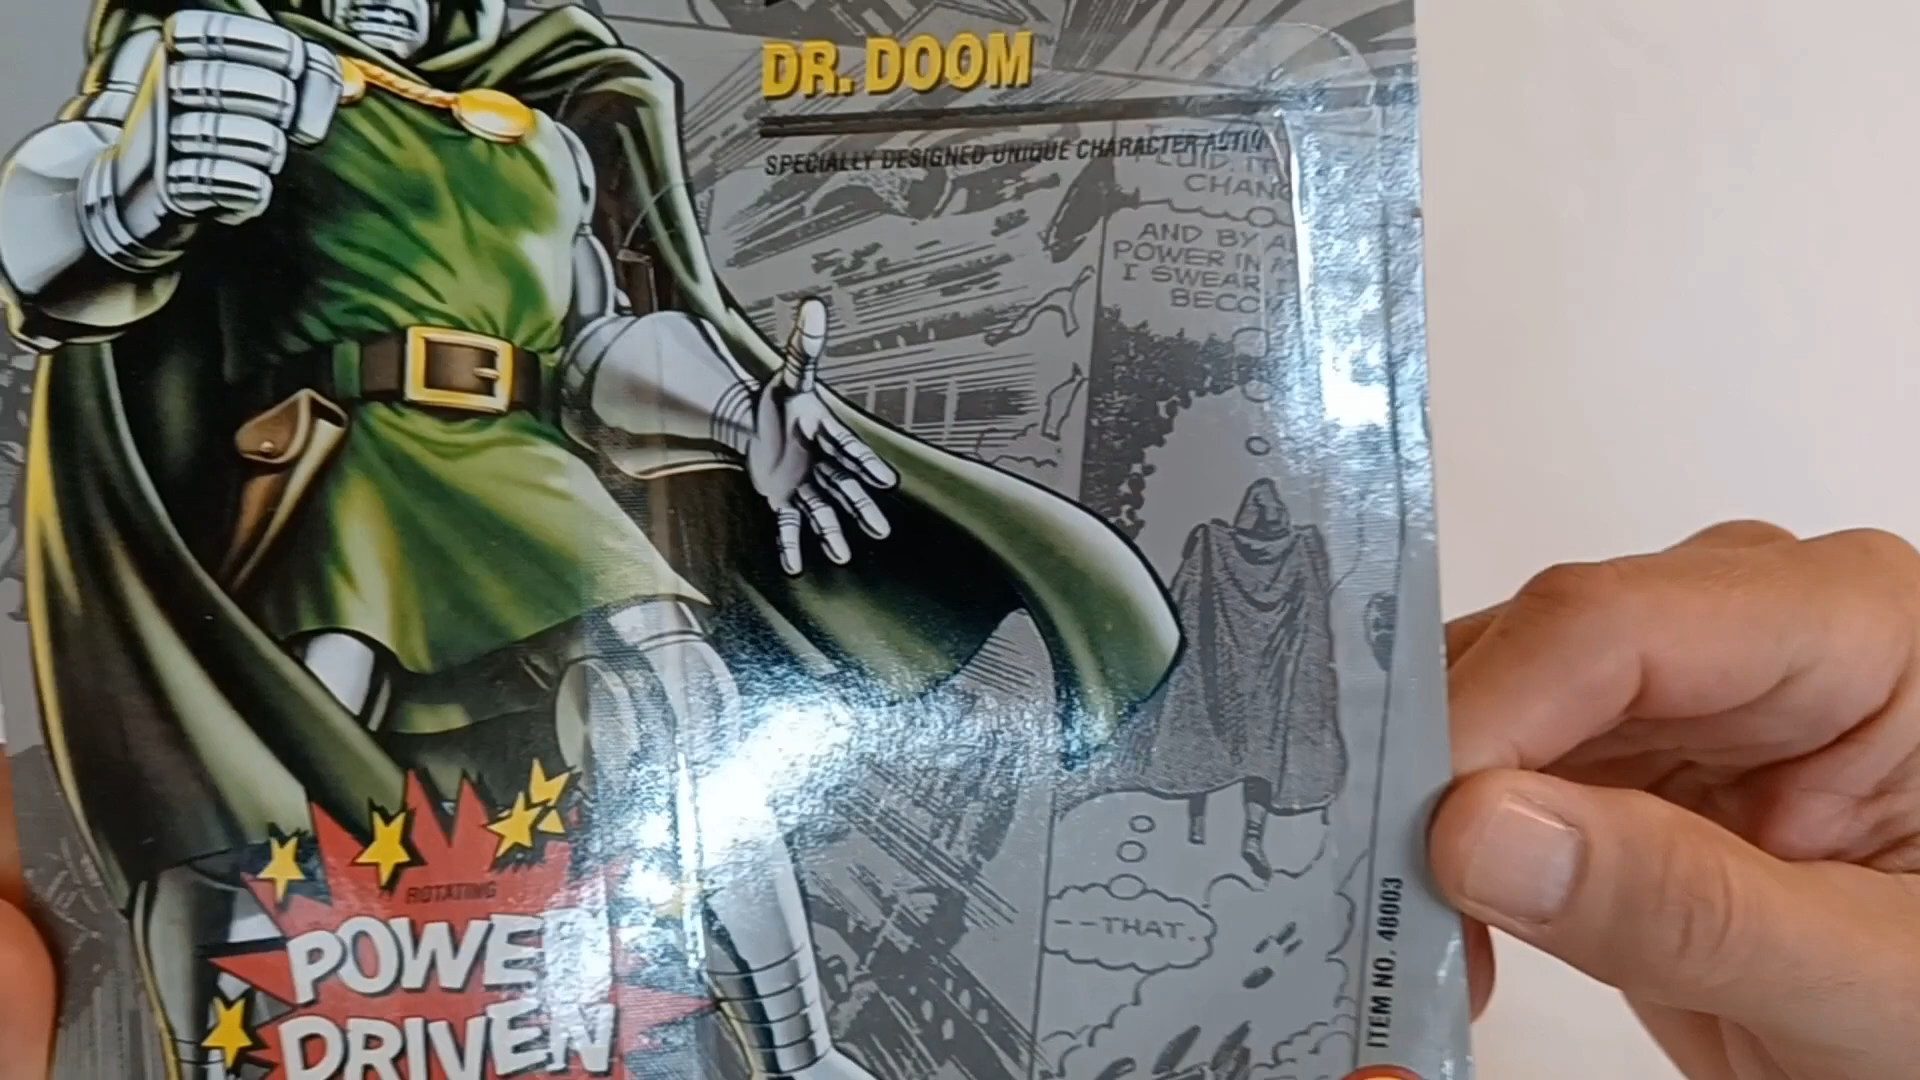 DR. DOOM
SPECIALLY DESIGNED UNIQUE CHARACTER
CHANG
AND BY
POWER IN
I SWEAR
BECO
--THAT.
ROTATING
POWER
DRIVEN
ITEM NO. 48003